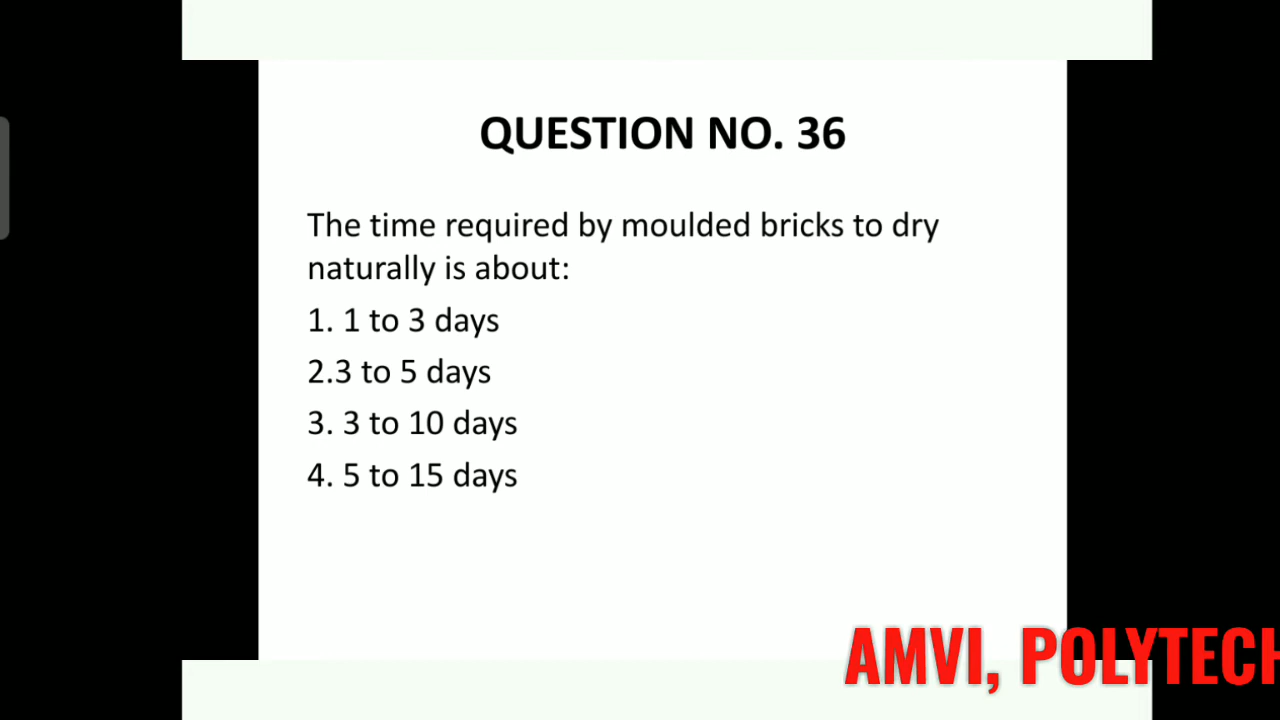 QUESTION NO. 36
The time required by moulded bricks to dry
naturally is about:
1. 1 to 3 days
2.3 to 5 days
3. 3 to 10 days
4. 5 to 15 days
AMVI, POLYTECH